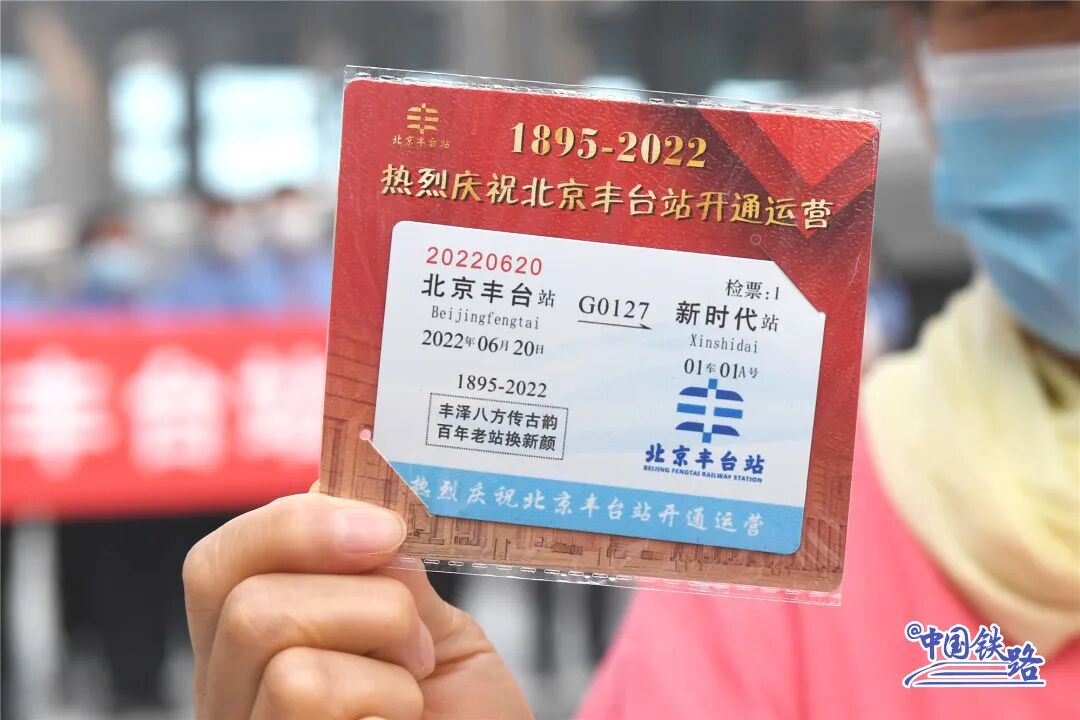 北京丰台站
1895-2022
热烈庆祝北京丰台站开通运营
20220620
检票:1
北京丰台站
G0127
新时代站
Beijingfengtai
Xinshidai
2022年06月20日
01车01A号
1895-2022
丰泽八方传古韵
百年老站换新颜
北京丰台站
BEIJING FENGTAI RAILWAY STATION
热烈庆祝北京丰台站开通运营
@中国铁路